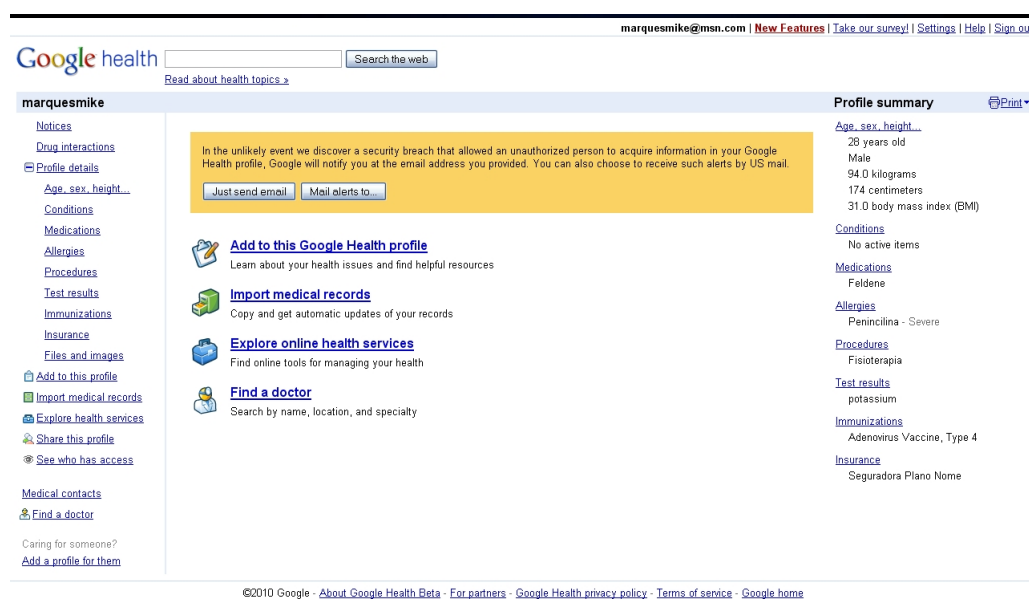 marquesmike@msn.com | New Features | Take our survey! | Settings | Help | Sign ou
Google health
Search the web
Read about health topics »
marquesmike
Notices
Drug interactions
Profile details
Age, sex, height...
Conditions
Medications
Allergies
Procedures
Test results
Immunizations
Insurance
Files and images
Add to this profile
Import medical records
Explore health services
Share this profile
See who has access
Medical contacts
Find a doctor
Caring for someone?
Add a profile for them
In the unlikely event we discover a security breach that allowed an unauthorized person to acquire information in your Google
Health profile, Google will notify you at the email address you provided. You can also choose to receive such alerts by US mail.
Just send email
Mail alerts to...
Add to this Google Health profile
Learn about your health issues and find helpful resources
Import medical records
Copy and get automatic updates of your records
Explore online health services
Find online tools for managing your health
Find a doctor
Search by name, location, and specialty
Profile summary
Print
Age, sex, height...
28 years old
Male
94.0 kilograms
174 centimeters
31.0 body mass index (BMI)
Conditions
No active items
Medications
Feldene
Allergies
Penincilina - Severe
Procedures
Fisioterapia
Test results
potassium
Immunizations
Adenovirus Vaccine, Type 4
Insurance
Seguradora Plano Nome
©2010 Google - About Google Health Beta - For partners - Google Health privacy policy - Terms of service - Google home